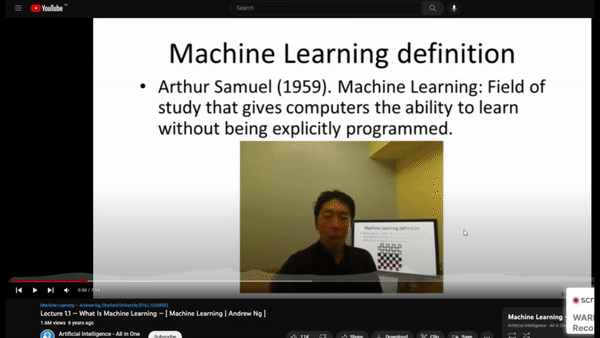 YouTube
Search
Machine Learning definition
• Arthur Samuel (1959). Machine Learning: Field of
study that gives computers the ability to learn
without being explicitly programmed.
Machine Learning definition
0:50
Machine Learning — Andrew Ng, Stanford University [FULL COURSE]
Lecture 1.1 — What Is Machine Learning — [ Machine Learning | Andrew Ng ]
1.6M views 6 years ago
Artificial Intelligence - All in One
Subscribe
11K
Share
Download
Clip
Save
Machine Learning
Artificial Intelligence - All in One
scr
WAR
Reco